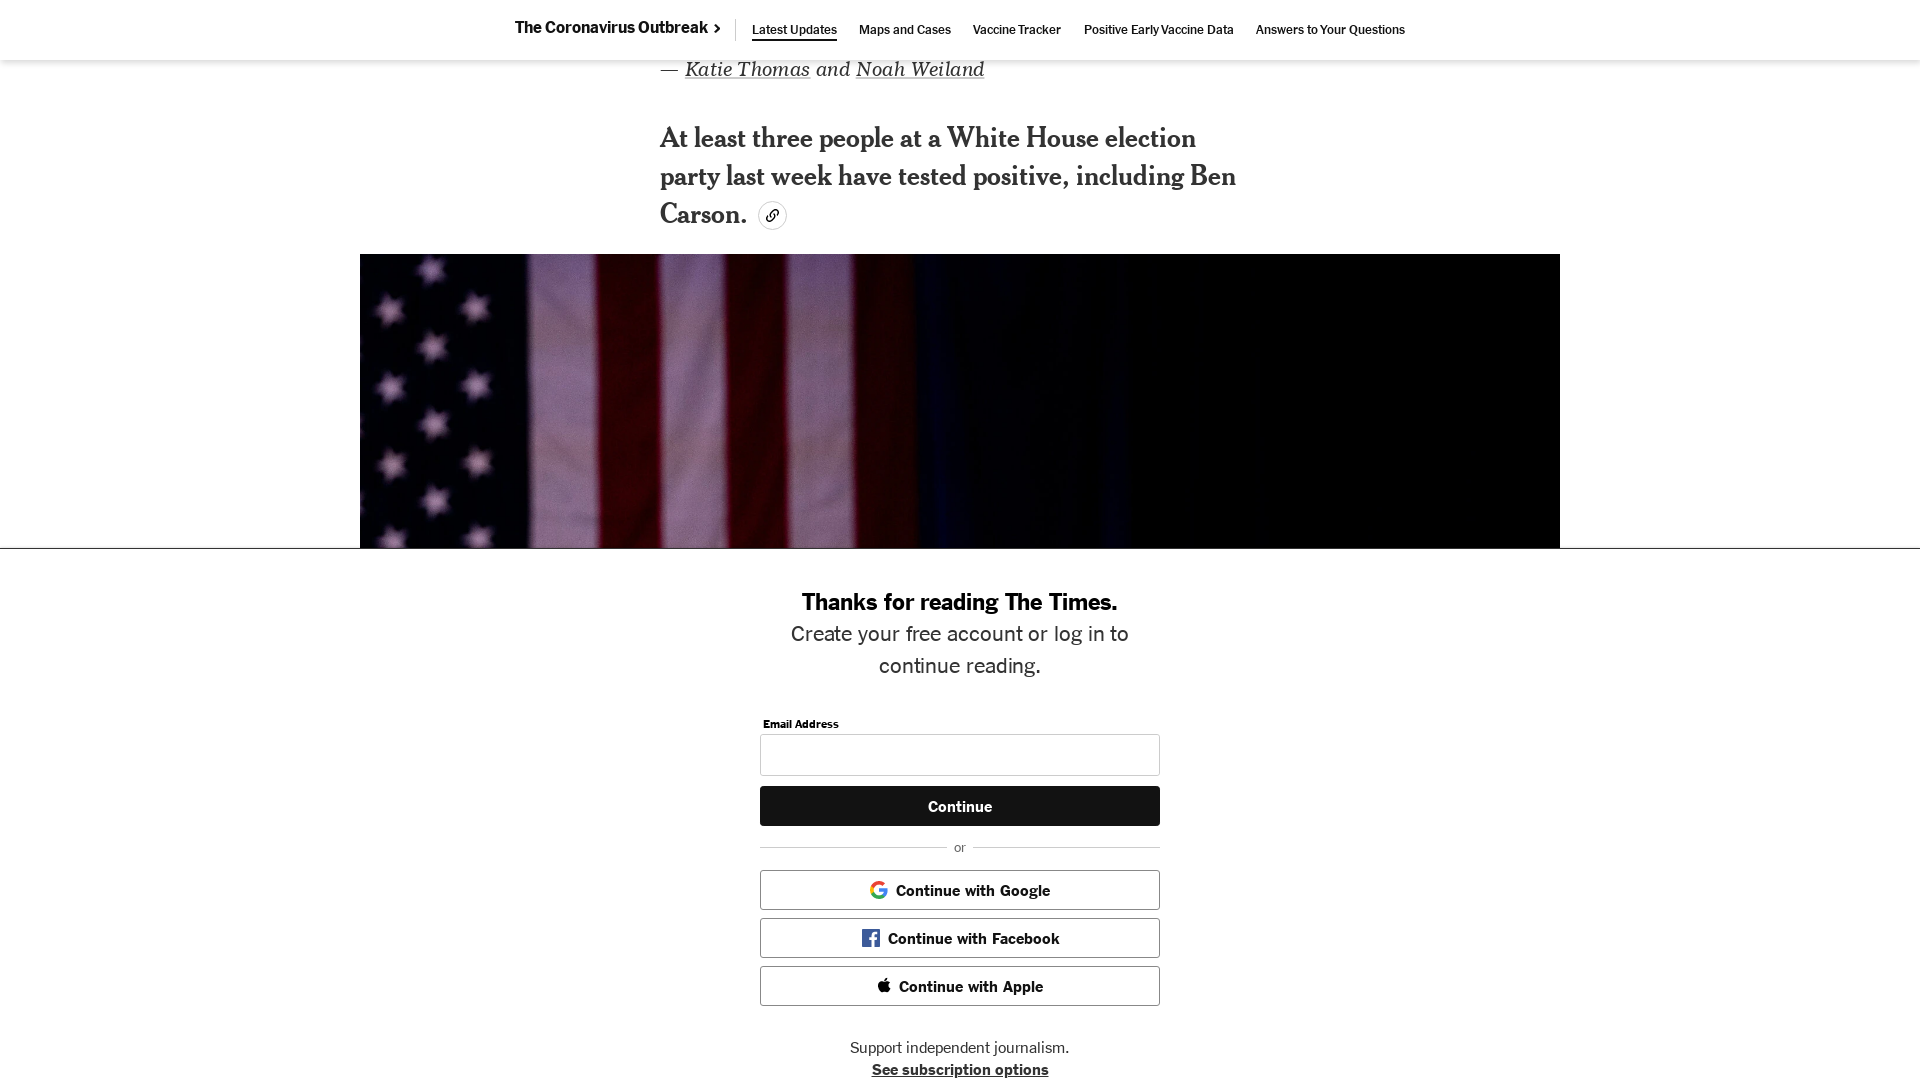 The Coronavirus Outbreak
Latest Updates
Maps and Cases
Vaccine Tracker
Positive Early Vaccine Data
Answers to Your Questions
— Katie Thomas and Noah Weiland
At least three people at a White House election
party last week have tested positive, including Ben
Carson.
Thanks for reading The Times.
Create your free account or log in to
continue reading.
Email Address
Continue
or
Continue with Google
Continue with Facebook
Continue with Apple
Support independent journalism.
See subscription options